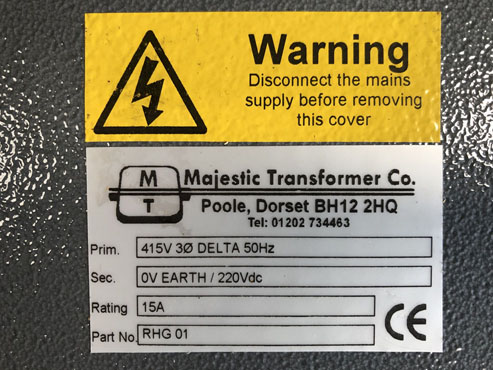 Warning
Disconnect the mains
supply before removing
this cover
M
T
Majestic Transformer Co.
Poole, Dorset BH12 2HQ
Tel: 01202 734463
Prim. 415V 3Ø DELTA 50Hz
Sec. 0V EARTH / 220Vdc
Rating 15A
Part No. RHG 01
CE